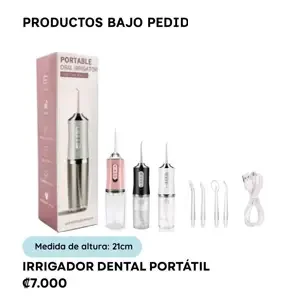 PRODUCTOS BAJO PEDID
PORTABLE
ORAL IRRIGATOR
Medida de altura: 21cm
IRRIGADOR DENTAL PORTÁTIL
₡7.000